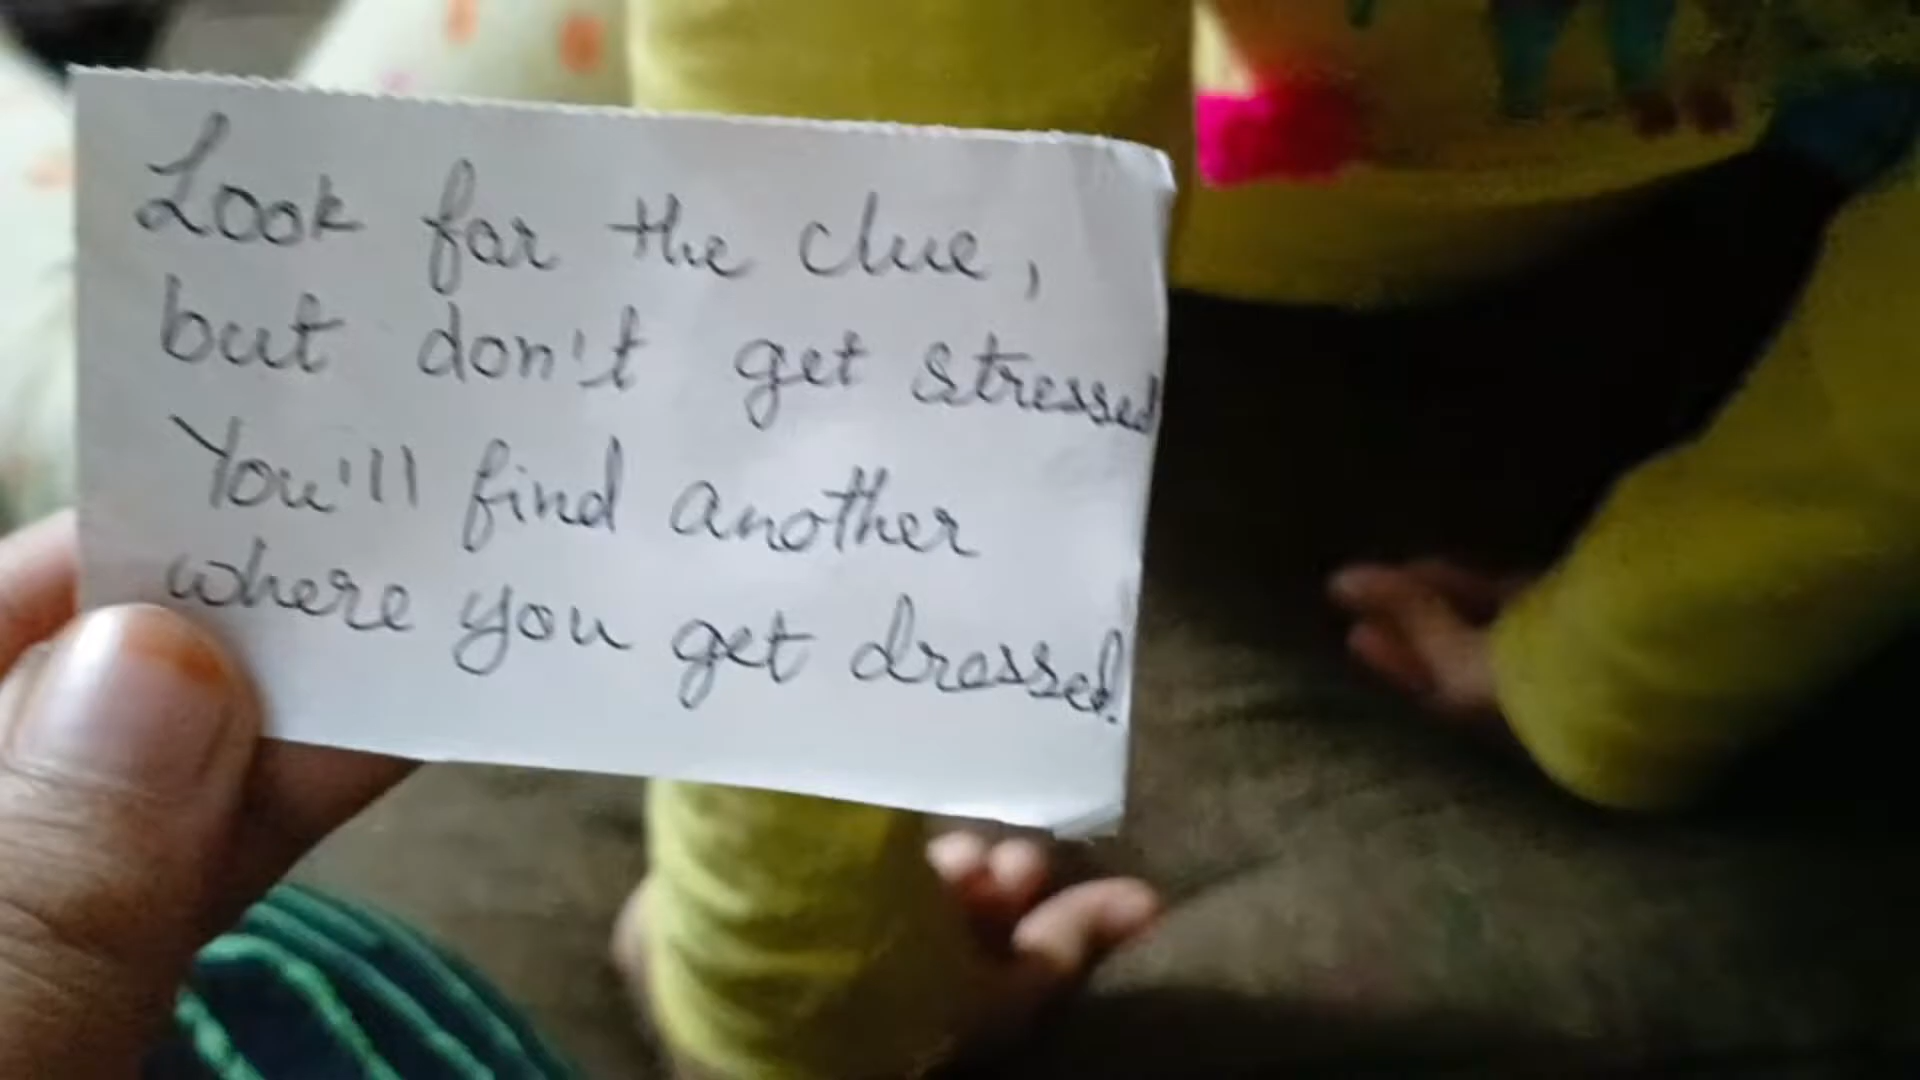 Look for the clue,
but don't get stressed
You'll find another
where you get dressed!